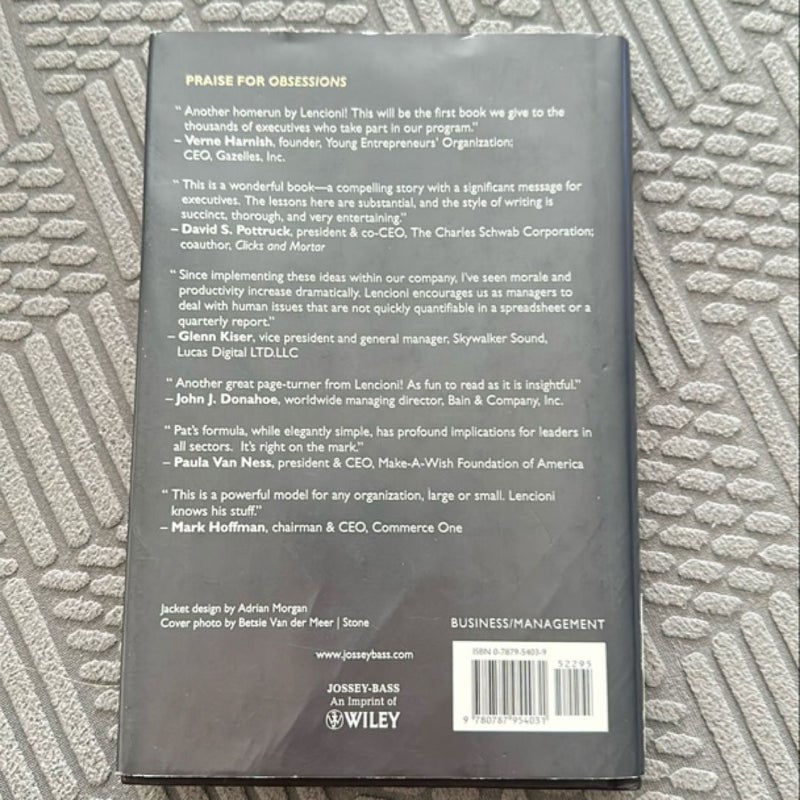 PRAISE FOR OBSESSIONS
“ Another homerun by Lencioni! This will be the first book we give to the
thousands of executives who take part in our program.”
– Verne Harnish, founder, Young Entrepreneurs' Organization;
CEO, Gazelles, Inc.
“ This is a wonderful book—a compelling story with a significant message for
executives. The lessons here are substantial, and the style of writing is
succinct, thorough, and very entertaining.”
– David S. Pottruck, president & co-CEO, The Charles Schwab Corporation;
coauthor, Clicks and Mortar
“ Since implementing these ideas within our company, I've seen morale and
productivity increase dramatically. Lencioni encourages us as managers to
deal with human issues that are not quickly quantifiable in a spreadsheet or a
quarterly report.”
– Glenn Kiser, vice president and general manager, Skywalker Sound,
Lucas Digital LTD.LLC
“ Another great page-turner from Lencioni! As fun to read as it is insightful.”
– John J. Donahoe, worldwide managing director, Bain & Company, Inc.
“ Pat's formula, while elegantly simple, has profound implications for leaders in
all sectors. It's right on the mark.”
– Paula Van Ness, president & CEO, Make-A-Wish Foundation of America
“ This is a powerful model for any organization, large or small. Lencioni
knows his stuff.”
– Mark Hoffman, chairman & CEO, Commerce One
Jacket design by Adrian Morgan
Cover photo by Betsie Van der Meer | Stone
BUSINESS/MANAGEMENT
www.josseybass.com
JOSSEY-BASS
An Imprint of
WILEY
ISBN 0-7879-5403-9
52295
9 780787 954031